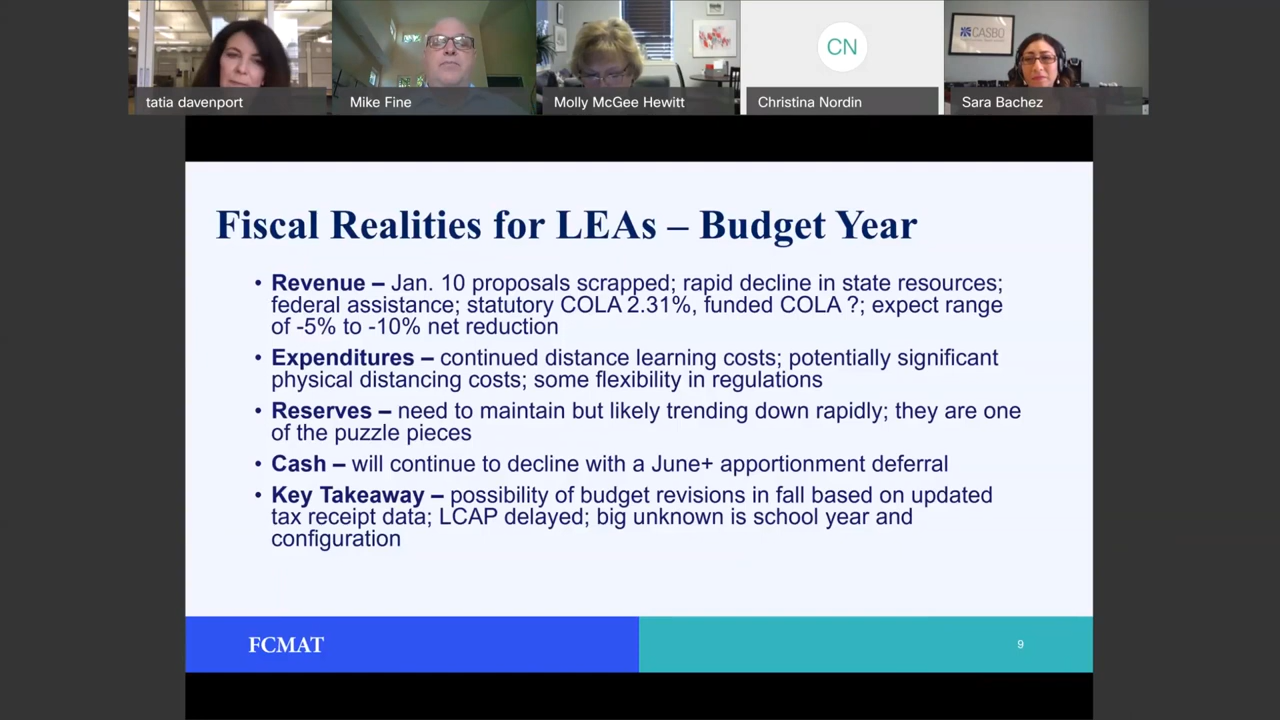 CASBO
CN
tatia davenport
Mike Fine
Molly McGee Hewitt
Christina Nordin
Sara Bachez
Fiscal Realities for LEAs – Budget Year
• Revenue – Jan. 10 proposals scrapped; rapid decline in state resources;
federal assistance; statutory COLA 2.31%, funded COLA ?; expect range
of -5% to -10% net reduction
• Expenditures – continued distance learning costs; potentially significant
physical distancing costs; some flexibility in regulations
• Reserves – need to maintain but likely trending down rapidly; they are one
of the puzzle pieces
• Cash – will continue to decline with a June+ apportionment deferral
• Key Takeaway – possibility of budget revisions in fall based on updated
tax receipt data; LCAP delayed; big unknown is school year and
configuration
FCMAT
9